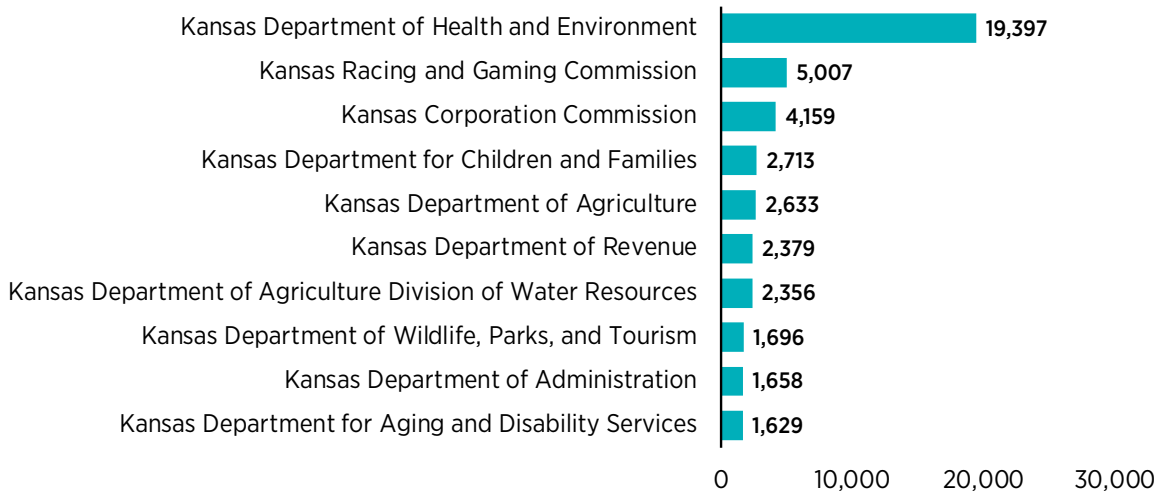 Kansas Department of Health and Environment 19,397
Kansas Racing and Gaming Commission 5,007
Kansas Corporation Commission 4,159
Kansas Department for Children and Families 2,713
Kansas Department of Agriculture 2,633
Kansas Department of Revenue 2,379
Kansas Department of Agriculture Division of Water Resources 2,356
Kansas Department of Wildlife, Parks, and Tourism 1,696
Kansas Department of Administration 1,658
Kansas Department for Aging and Disability Services 1,629
0 10,000 20,000 30,000